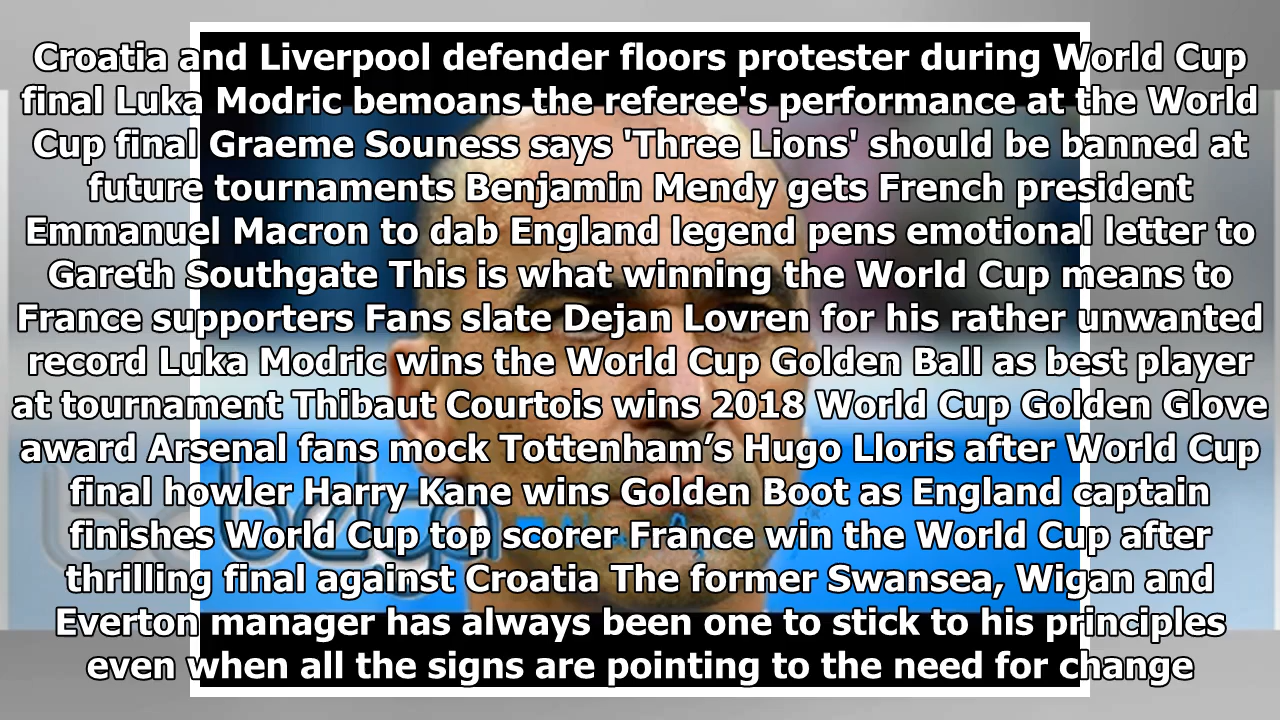 Croatia and Liverpool defender floors protester during World Cup
final Luka Modric bemoans the referee's performance at the World
Cup final Graeme Souness says 'Three Lions' should be banned at
future tournaments Benjamin Mendy gets French president
Emmanuel Macron to dab England legend pens emotional letter to
Gareth Southgate This is what winning the World Cup means to
France supporters Fans slate Dejan Lovren for his rather unwanted
record Luka Modric wins the World Cup Golden Ball as best player
at tournament Thibaut Courtois wins 2018 World Cup Golden Glove
award Arsenal fans mock Tottenham’s Hugo Lloris after World Cup
final howler Harry Kane wins Golden Boot as England captain
finishes World Cup top scorer France win the World Cup after
thrilling final against Croatia The former Swansea, Wigan and
Everton manager has always been one to stick to his principles
even when all the signs are pointing to the need for change